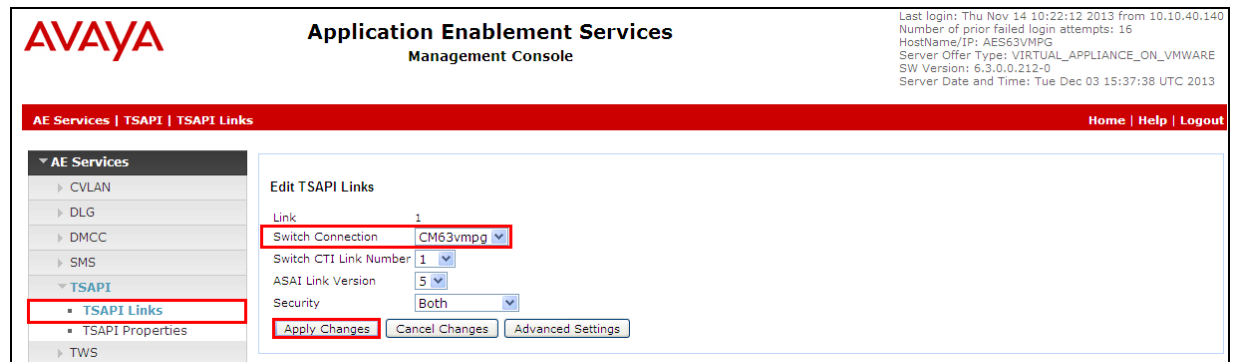 AVAYA
Application Enablement Services
Management Console
Last login: Thu Nov 14 10:22:12 2013 from 10.10.40.140
Number of prior failed login attempts: 16
HostName/IP: AES63VMPG
Server Offer Type: VIRTUAL_APPLIANCE_ON_VMWARE
SW Version: 6.3.0.0.212-0
Server Date and Time: Tue Dec 03 15:37:38 UTC 2013
AE Services | TSAPI | TSAPI Links
Home | Help | Logout
AE Services
CVLAN
DLG
DMCC
SMS
TSAPI
TSAPI Links
TSAPI Properties
TWS
Edit TSAPI Links
Link 1
Switch Connection CM63vmpg
Switch CTI Link Number 1
ASAI Link Version 5
Security Both
Apply Changes Cancel Changes Advanced Settings